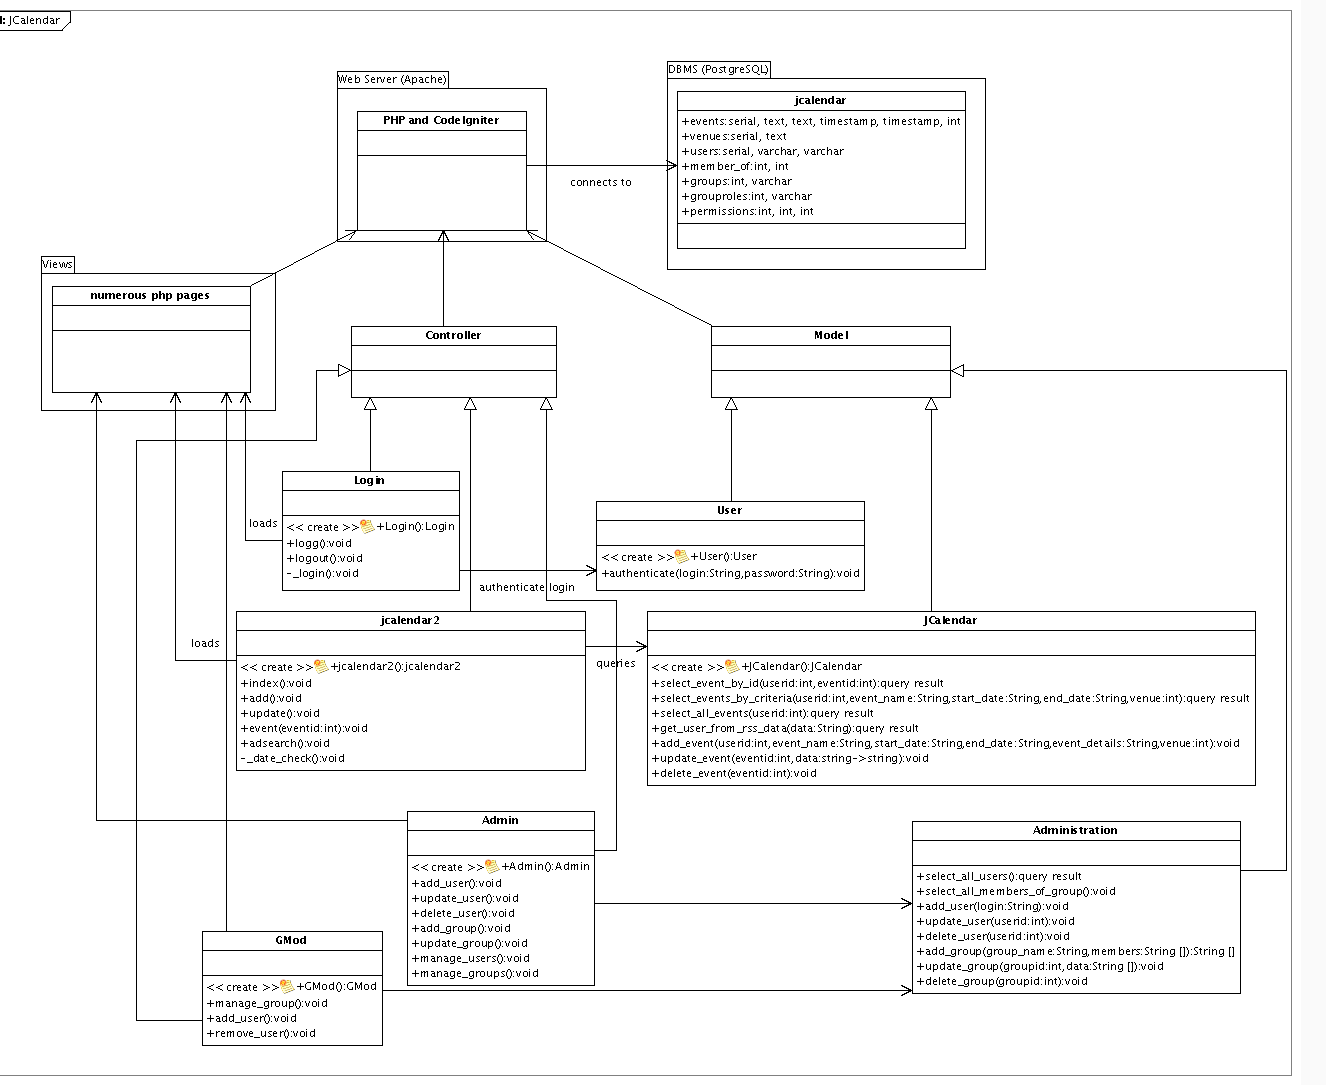 JCalendar
Web Server (Apache)
PHP and CodeIgniter
DBMS (PostgreSQL)
jcalendar
+events:serial, text, text, timestamp, timestamp, int
+venues:serial, text
+users:serial, varchar, varchar
+member_of:int, int
+groups:int, varchar
+grouproles:int, varchar
+permissions:int, int, int
connects to
Views
numerous php pages
Controller
Model
Login
<< create >> +Login():Login
+logg():void
+logout():void
-_login():void
loads
User
<< create >> +User():User
+authenticate(login:String,password:String):void
authenticate login
jcalendar2
<< create >> +jcalendar2():jcalendar2
+index():void
+add():void
+update():void
+event(eventid:int):void
+adsearch():void
-_date_check():void
loads
queries
JCalendar
<< create >> +JCalendar():JCalendar
+select_event_by_id(userid:int,eventid:int):query result
+select_events_by_criteria(userid:int,event_name:String,start_date:String,end_date:String,venue:int):query result
+select_all_events(userid:int):query result
+get_user_from_rss_data(data:String):query result
+add_event(userid:int,event_name:String,start_date:String,end_date:String,event_details:String,venue:int):void
+update_event(eventid:int,data:string->string):void
+delete_event(eventid:int):void
Admin
<< create >> +Admin():Admin
+add_user():void
+update_user():void
+delete_user():void
+add_group():void
+update_group():void
+manage_users():void
+manage_groups():void
Administration
+select_all_users():query result
+select_all_members_of_group():void
+add_user(login:String):void
+update_user(userid:int):void
+delete_user(userid:int):void
+add_group(group_name:String,members:String []):String []
+update_group(groupid:int,data:String []):void
+delete_group(groupid:int):void
GMod
<< create >> +GMod():GMod
+manage_group():void
+add_user():void
+remove_user():void